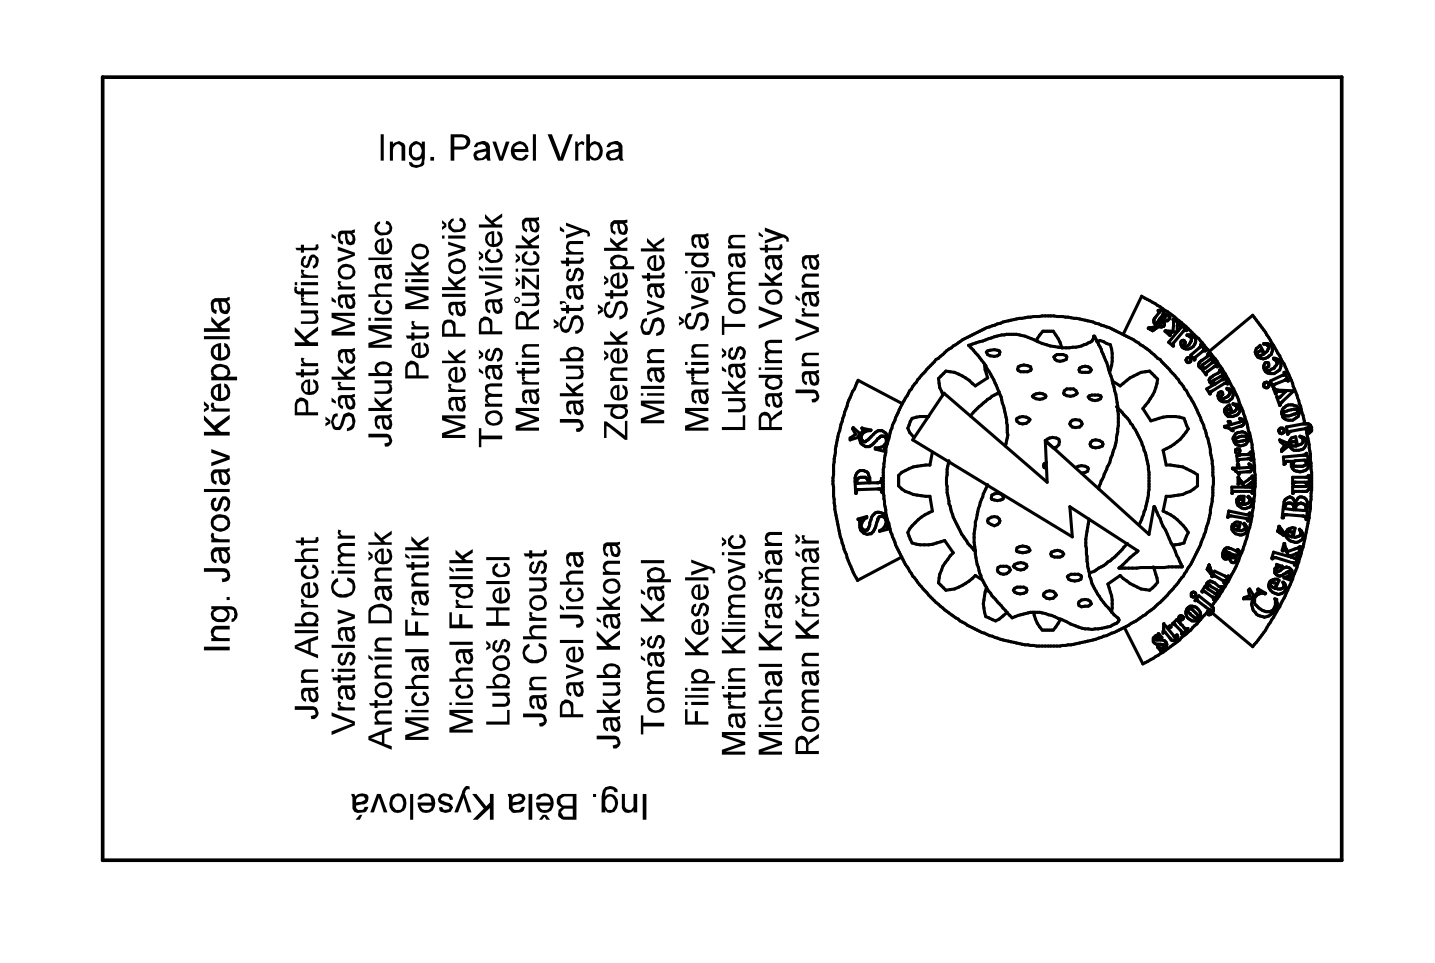 Ing. Jaroslav Křepelka
Ing. Pavel Vrba
Ing. Běla Kyselová
Jan Albrecht
Vratislav Cimr
Antonín Daněk
Michal Frantík
Michal Frdlík
Luboš Helcl
Jan Chroust
Pavel Jícha
Jakub Kákona
Tomáš Kápl
Filip Kesely
Martin Klimovič
Michal Krasňan
Roman Krčmář
Petr Kurfirst
Šárka Márová
Jakub Michalec
Petr Miko
Marek Palkovič
Tomáš Pavlíček
Martin Růžička
Jakub Šťastný
Zdeněk Štěpka
Milan Svatek
Martin Švejda
Lukáš Toman
Radim Vokatý
Jan Vrána
S P Š
strojní a elektrotechnická
České Budějovice